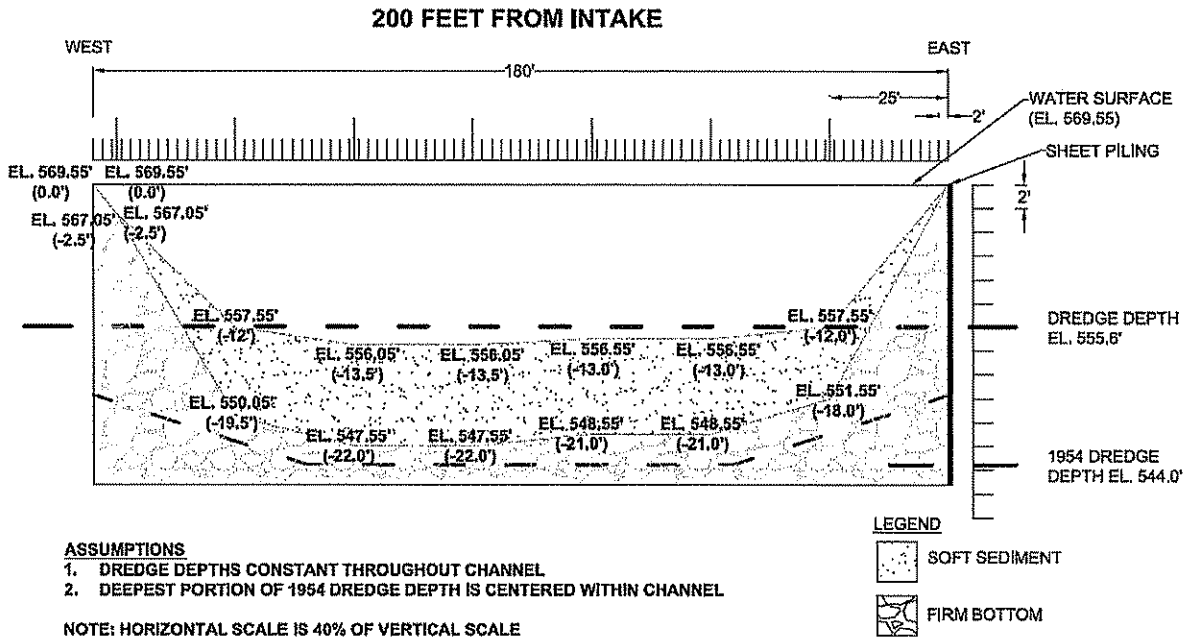 200 FEET FROM INTAKE
WEST
EAST
180'
25'
2'
WATER SURFACE
(EL. 569.55)
SHEET PILING
EL. 569.55' EL. 569.55'
(0.0') (0.0')
2'
EL. 567.05' EL. 567.05'
(-2.5') (-2.5')
EL. 557.55' EL. 557.55'
(-12') (-12.0')
DREDGE DEPTH
EL. 555.6'
EL. 556.05' EL. 556.05' EL. 556.55' EL. 556.55'
(-13.5') (-13.5') (-13.0') (-13.0')
EL. 550.05' EL. 551.55'
(-19.5') (-18.0')
EL. 547.55' EL. 547.55' EL. 548.55' EL. 548.55'
(-22.0') (-22.0') (-21.0') (-21.0')
1954 DREDGE
DEPTH EL. 544.0'
LEGEND
SOFT SEDIMENT
FIRM BOTTOM
ASSUMPTIONS
1. DREDGE DEPTHS CONSTANT THROUGHOUT CHANNEL
2. DEEPEST PORTION OF 1954 DREDGE DEPTH IS CENTERED WITHIN CHANNEL
NOTE: HORIZONTAL SCALE IS 40% OF VERTICAL SCALE